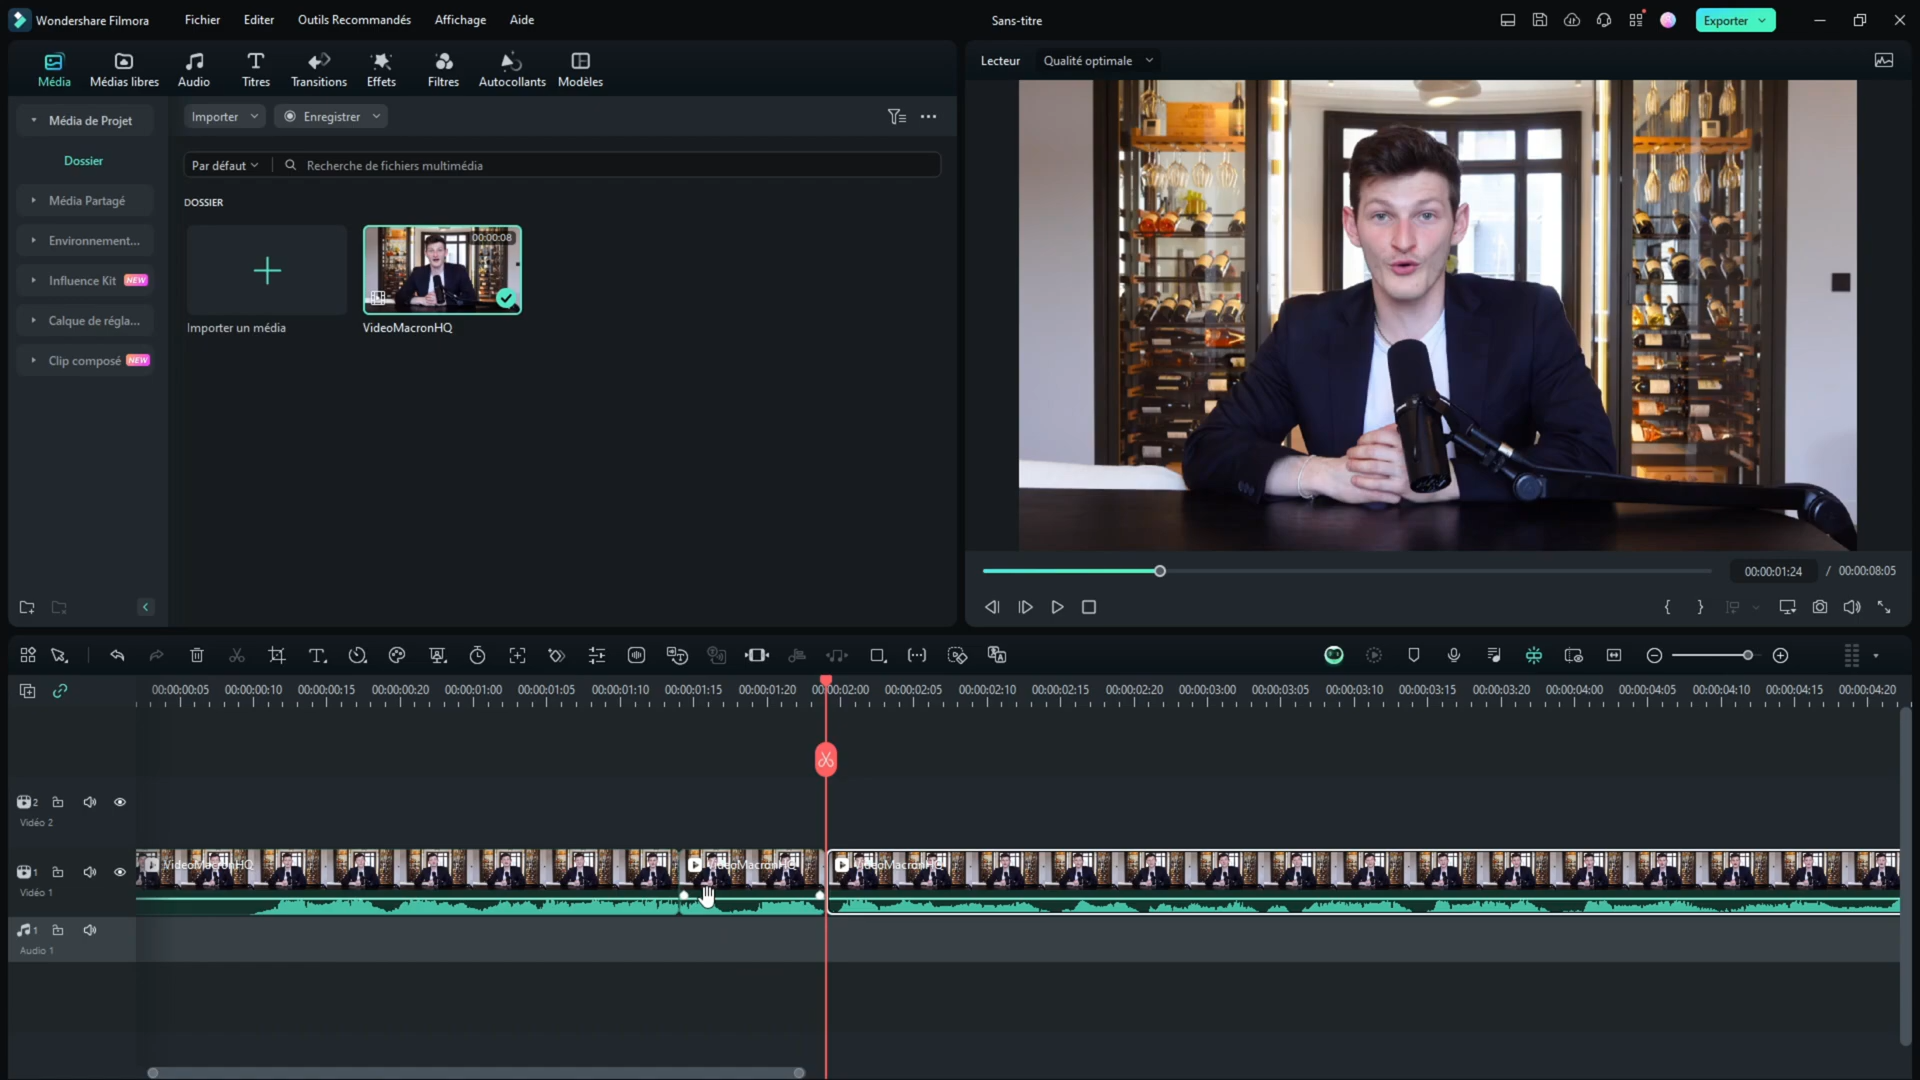 Wondershare Filmora
Fichier
Editer
Outils Recommandés
Affichage
Aide
Sans-titre
Exporter
Média
Médias libres
Audio
Titres
Transitions
Effets
Filtres
Autocollants
Modèles
Lecteur
Qualité optimale
Média de Projet
Dossier
Média Partagé
Environnement...
Influence Kit NEW
Calque de régla...
Clip composé NEW
Importer
Enregistrer
Par défaut
Recherche de fichiers multimédia
DOSSIER
00:00:08
Importer un média
VideoMacronHQ
00:00:01:24 / 00:00:08:05
00:00:00:05
00:00:00:10
00:00:00:15
00:00:00:20
00:00:01:00
00:00:01:05
00:00:01:10
00:00:01:15
00:00:01:20
00:00:02:00
00:00:02:05
00:00:02:10
00:00:02:15
00:00:02:20
00:00:03:00
00:00:03:05
00:00:03:10
00:00:03:15
00:00:03:20
00:00:04:00
00:00:04:05
00:00:04:10
00:00:04:15
00:00:04:20
2
Vidéo 2
1
Vidéo 1
VideoMacronHQ
VideoMacronHQ
VideoMacronHQ
1
Audio 1